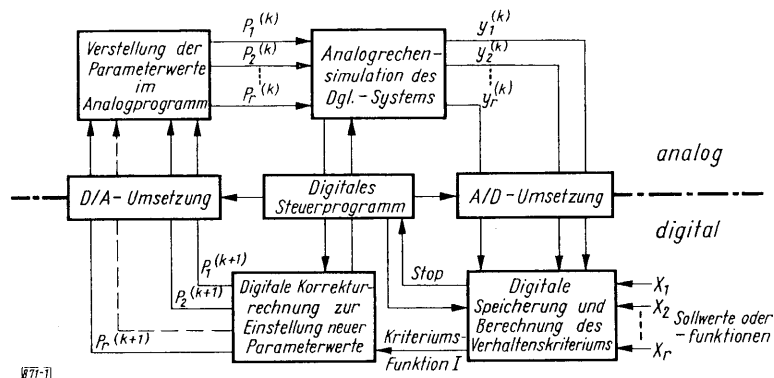 Verstellung der
Parameterwerte
im
Analogprogramm
P₁⁽ᵏ⁾
P₂⁽ᵏ⁾
Pᵣ⁽ᵏ⁾
Analogrechen-
simulation des
Dgl.-Systems
y₁⁽ᵏ⁾
y₂⁽ᵏ⁾
yᵣ⁽ᵏ⁾
analog
D/A-Umsetzung
Digitales
Steuerprogramm
A/D-Umsetzung
digital
P₁⁽ᵏ⁺¹⁾
P₂⁽ᵏ⁺¹⁾
Pᵣ⁽ᵏ⁺¹⁾
Digitale Korrektur-
rechnung zur
Einstellung neuer
Parameterwerte
Stop
Kriteriums-
Funktion I
Digitale
Speicherung und
Berechnung des
Verhaltenskriteriums
X₁
X₂
Xᵣ
Sollwerte oder
-funktionen
871-1